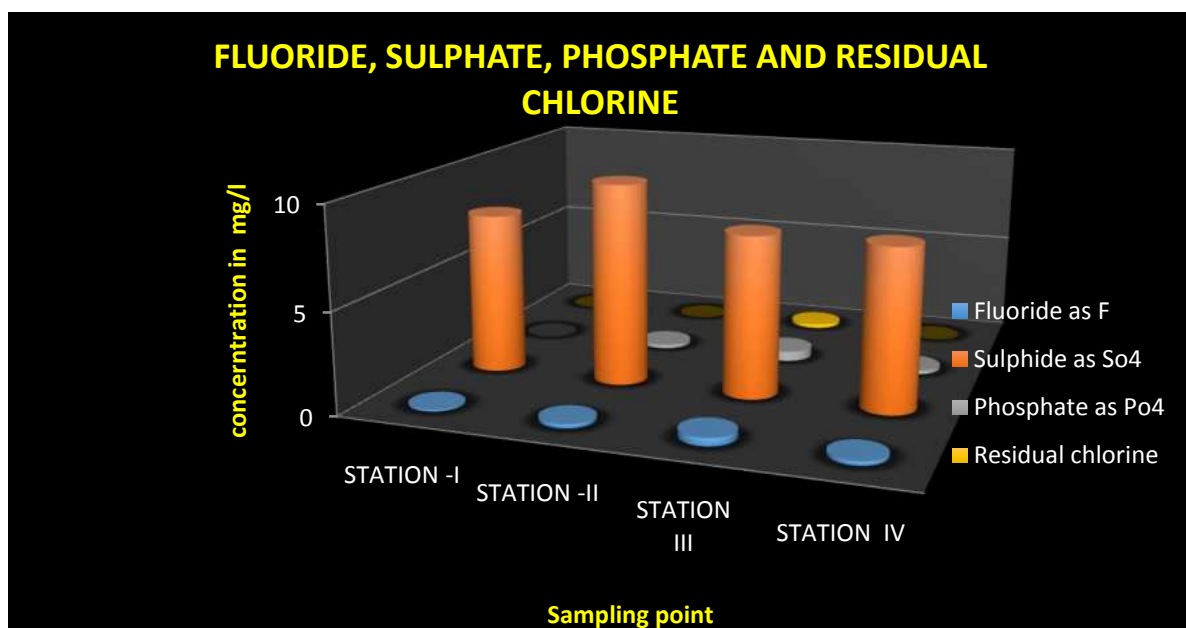 FLUORIDE, SULPHATE, PHOSPHATE AND RESIDUAL
CHLORINE
concerntration in  mg/l
10
5
0
STATION -I
STATION -II
STATION
III
STATION  IV
Sampling point
Fluoride as F
Sulphide as So4
Phosphate as Po4
Residual chlorine